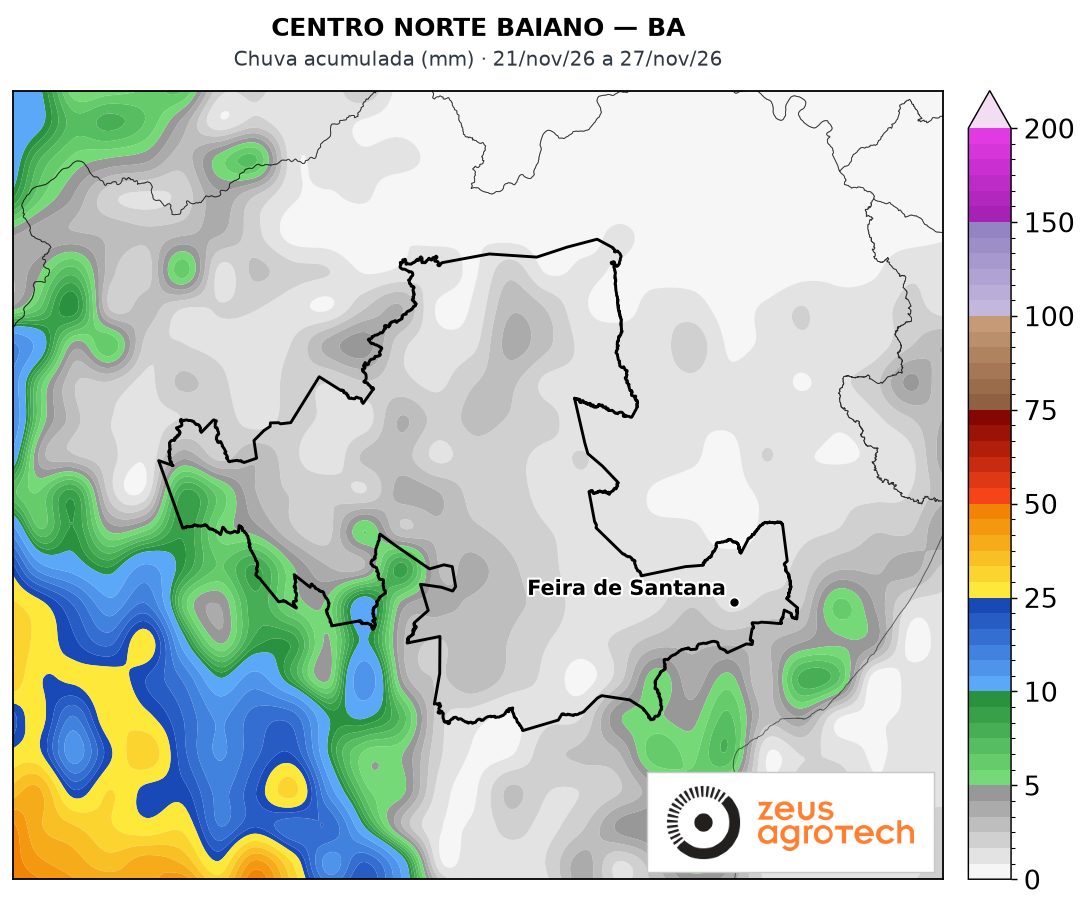 CENTRO NORTE BAIANO — BA
Chuva acumulada (mm) · 21/nov/26 a 27/nov/26
200
150
100
75
50
25
10
5
0
Feira de Santana
zeus
agrotech